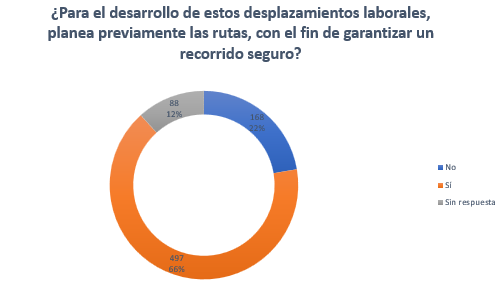 ¿Para el desarrollo de estos desplazamientos laborales,
planea previamente las rutas, con el fin de garantizar un
recorrido seguro?
88
12%
168
22%
No
Sí
Sin respuesta
497
66%